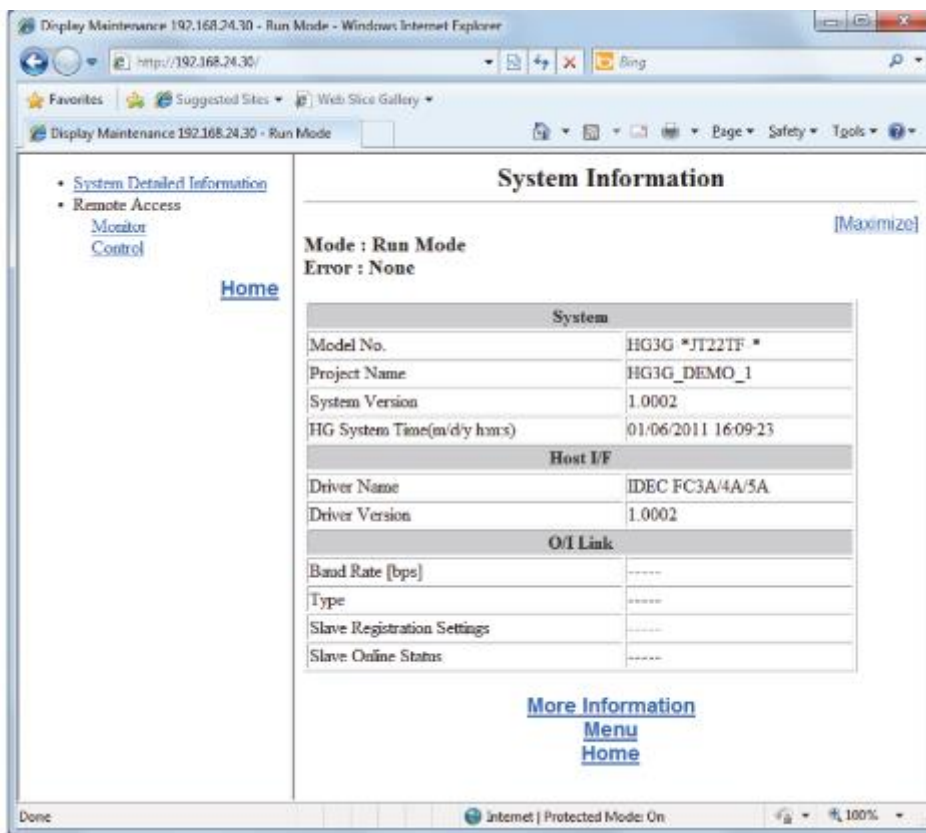 Display Maintenance 192.168.24.30 - Run Mode - Windows Internet Explorer
http://192.168.24.30/
Bing
Favorites
Suggested Sites
Web Slice Gallery
Display Maintenance 192.168.24.30 - Run Mode
Page Safety Tools
• System Detailed Information
• Remote Access
Monitor
Control
Home
System Information
[Maximize]
Mode : Run Mode
Error : None
System
Model No. HG3G *JT22TF *
Project Name HG3G_DEMO_1
System Version 1.0002
HG System Time(m/d/y h:m:s) 01/06/2011 16:09:23
Host I/F
Driver Name IDEC FC3A/4A/5A
Driver Version 1.0002
O/I Link
Baud Rate [bps] -----
Type -----
Slave Registration Settings -----
Slave Online Status -----
More Information
Menu
Home
Done
Internet | Protected Mode: On
100%